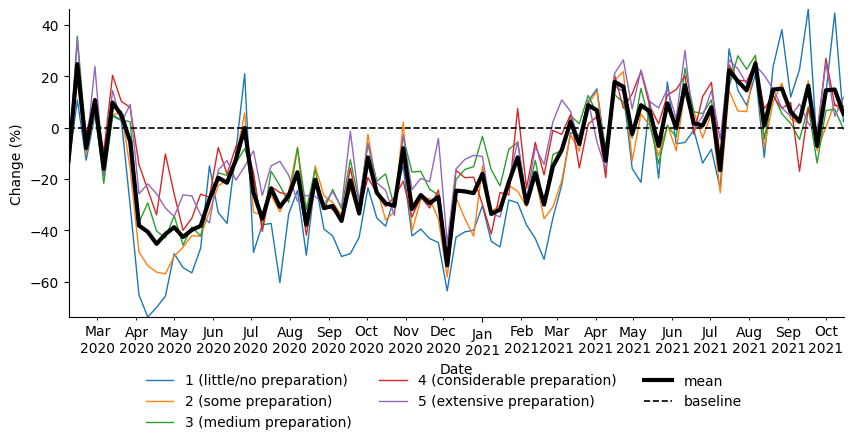 Change (%)
40
20
0
−20
−40
−60
Mar Apr May Jun Jul Aug Sep Oct Nov Dec Jan Feb Mar Apr May Jun Jul Aug Sep Oct
2020 2020 2020 2020 2020 2020 2020 2020 2020 2020 2021 2021 2021 2021 2021 2021 2021 2021 2021 2021
Date
1 (little/no preparation) 4 (considerable preparation) mean
2 (some preparation) 5 (extensive preparation) baseline
3 (medium preparation)